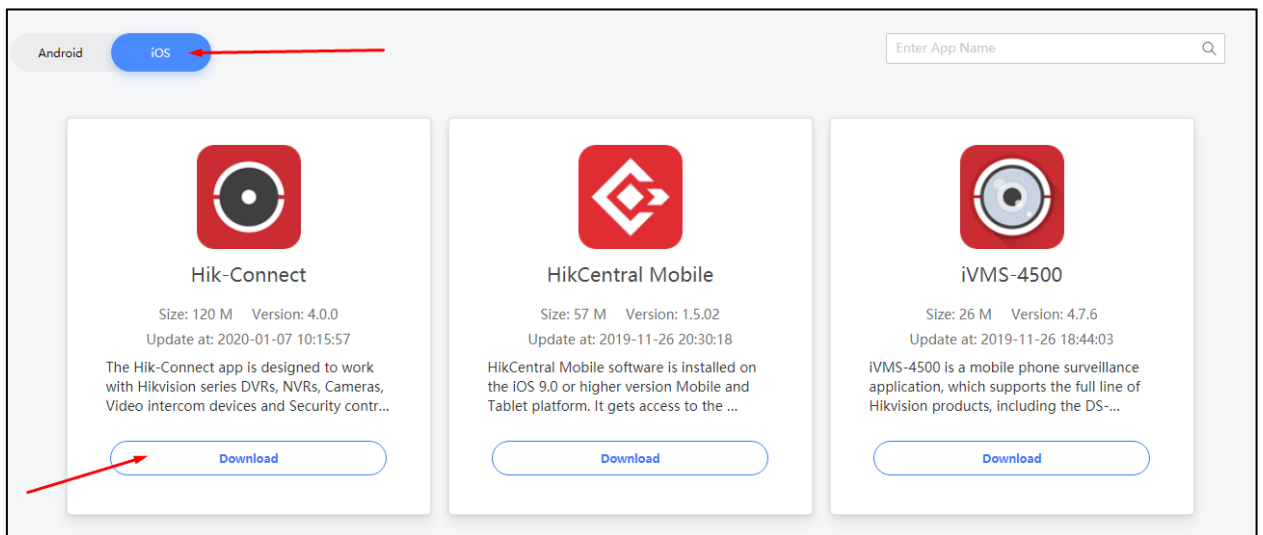 Android
iOS
Enter App Name
Hik-Connect
Size: 120 M Version: 4.0.0
Update at: 2020-01-07 10:15:57
The Hik-Connect app is designed to work
with Hikvision series DVRs, NVRs, Cameras,
Video intercom devices and Security contr...
Download
HikCentral Mobile
Size: 57 M Version: 1.5.02
Update at: 2019-11-26 20:30:18
HikCentral Mobile software is installed on
the iOS 9.0 or higher version Mobile and
Tablet platform. It gets access to the ...
Download
iVMS-4500
Size: 26 M Version: 4.7.6
Update at: 2019-11-26 18:44:03
iVMS-4500 is a mobile phone surveillance
application, which supports the full line of
Hikvision products, including the DS-...
Download